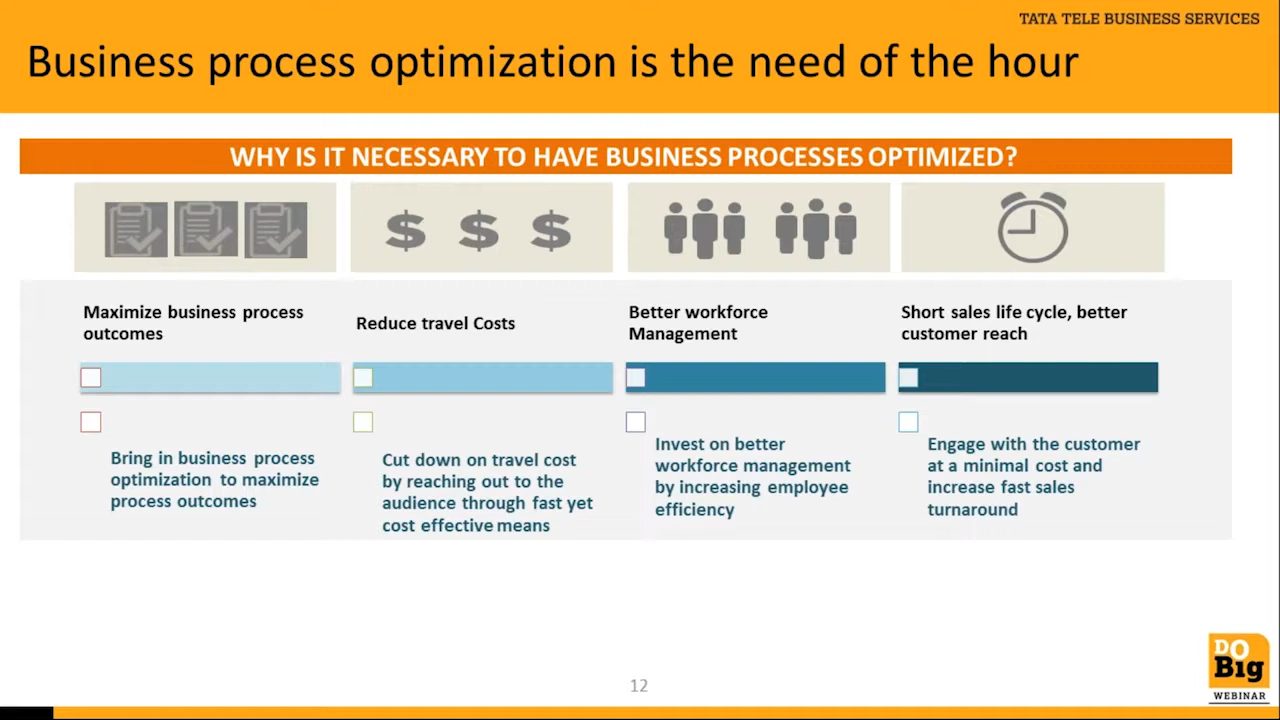 TATA TELE BUSINESS SERVICES
Business process optimization is the need of the hour
WHY IS IT NECESSARY TO HAVE BUSINESS PROCESSES OPTIMIZED?
$ $ $
Maximize business process
outcomes
Reduce travel Costs
Better workforce
Management
Short sales life cycle, better
customer reach
Bring in business process
optimization to maximize
process outcomes
Cut down on travel cost
by reaching out to the
audience through fast yet
cost effective means
Invest on better
workforce management
by increasing employee
efficiency
Engage with the customer
at a minimal cost and
increase fast sales
turnaround
12
DO
Big
WEBINAR